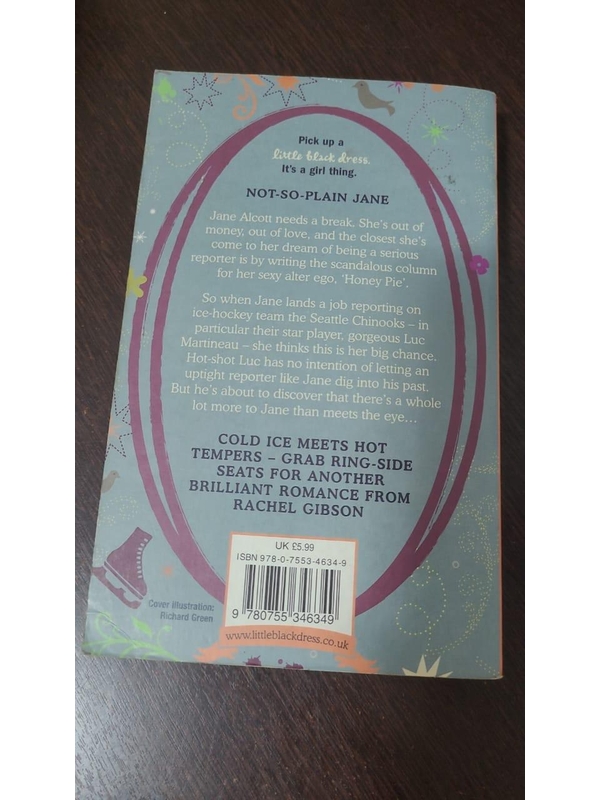 Pick up a
little black dress.
It's a girl thing.
NOT-SO-PLAIN JANE
Jane Alcott needs a break. She's out of
money, out of love, and the closest she's
come to her dream of being a serious
reporter is by writing the scandalous column
for her sexy alter ego, 'Honey Pie'.
So when Jane lands a job reporting on
ice-hockey team the Seattle Chinooks – in
particular their star player, gorgeous Luc
Martineau – she thinks this is her big chance.
Hot-shot Luc has no intention of letting an
uptight reporter like Jane dig into his past.
But he's about to discover that there's a whole
lot more to Jane than meets the eye…
COLD ICE MEETS HOT
TEMPERS – GRAB RING-SIDE
SEATS FOR ANOTHER
BRILLIANT ROMANCE FROM
RACHEL GIBSON
UK £5.99
ISBN 978-0-7553-4634-9
9 780755 346349
Cover Illustration:
Richard Green
www.littleblackdress.co.uk